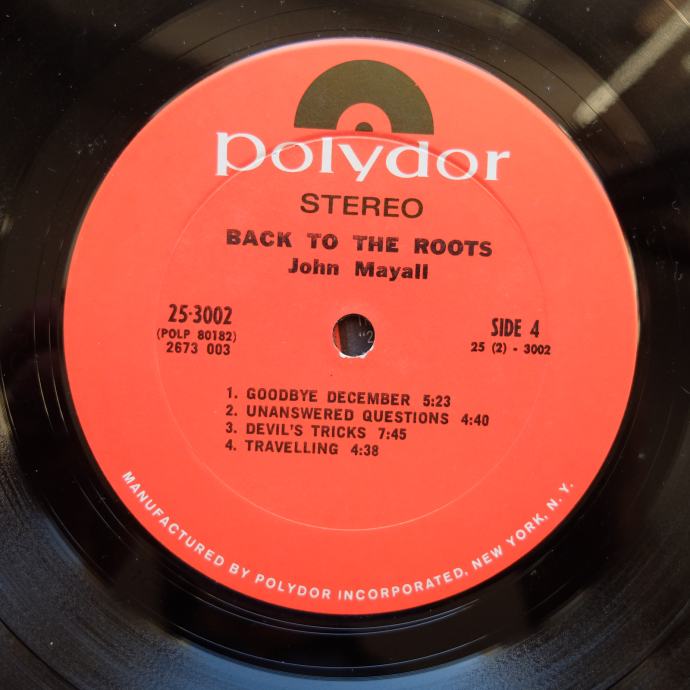 polydor
STEREO
BACK TO THE ROOTS
John Mayall
25-3002
(POLP 80182)
2673 003
SIDE 4
25 (2) - 3002
1. GOODBYE DECEMBER 5:23
2. UNANSWERED QUESTIONS 4:40
3. DEVIL'S TRICKS 7:45
4. TRAVELLING 4:38
MANUFACTURED BY POLYDOR INCORPORATED, NEW YORK, N. Y.